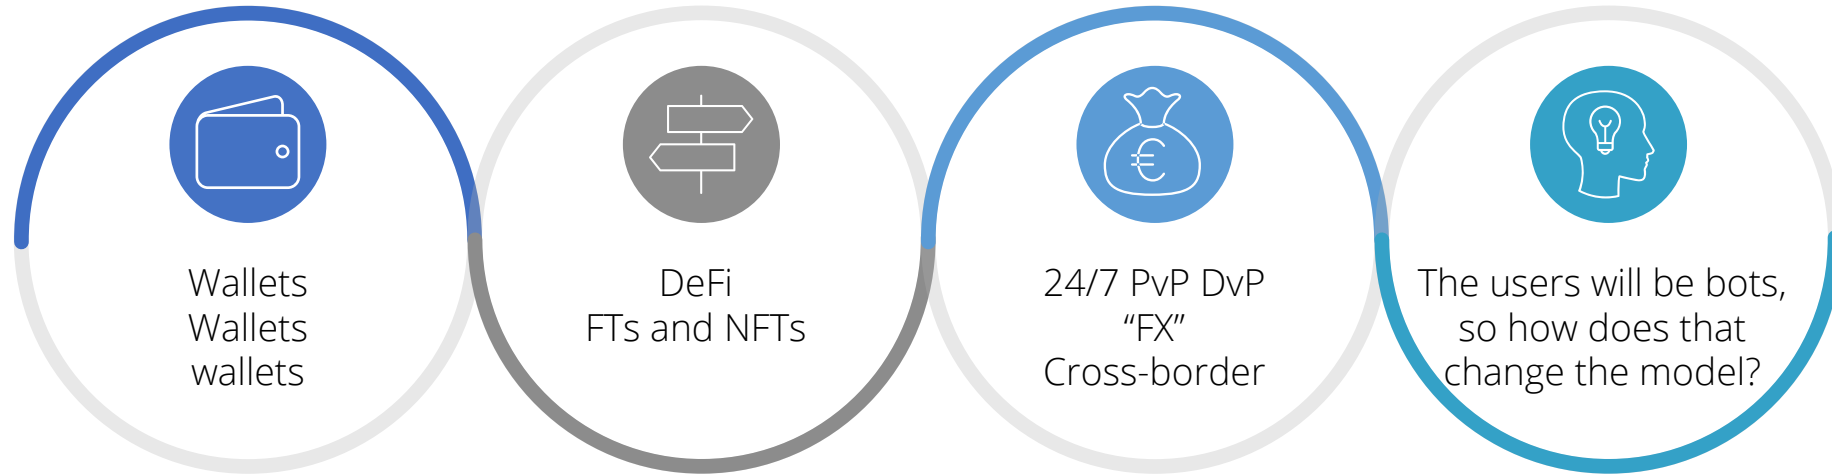 Wallets
Wallets
wallets
DeFi
FTs and NFTs
24/7 PvP DvP
“FX”
Cross-border
The users will be bots,
so how does that
change the model?